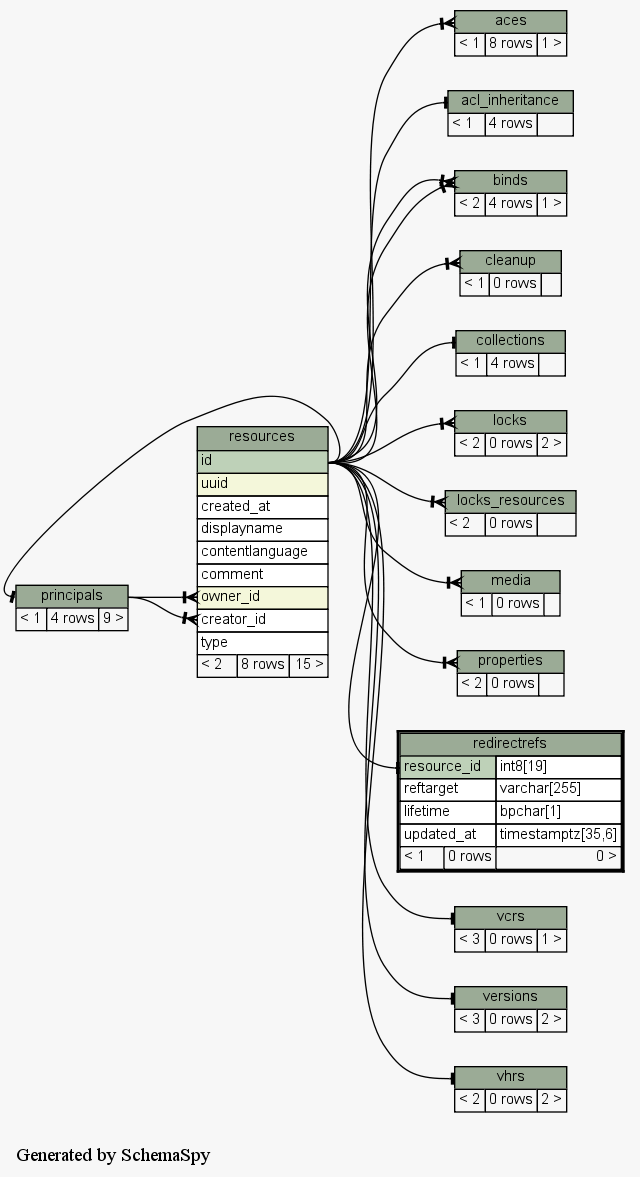 aces
< 1 8 rows 1 >
acl_inheritance
< 1 4 rows
binds
< 2 4 rows 1 >
cleanup
< 1 0 rows
collections
< 1 4 rows
locks
< 2 0 rows 2 >
resources
id
uuid
created_at
displayname
contentlanguage
comment
owner_id
creator_id
type
< 2 8 rows 15 >
locks_resources
< 2 0 rows
principals
< 1 4 rows 9 >
media
< 1 0 rows
properties
< 2 0 rows
redirectrefs
resource_id int8[19]
reftarget varchar[255]
lifetime bpchar[1]
updated_at timestamptz[35,6]
< 1 0 rows 0 >
vcrs
< 3 0 rows 1 >
versions
< 3 0 rows 2 >
vhrs
< 2 0 rows 2 >
Generated by SchemaSpy